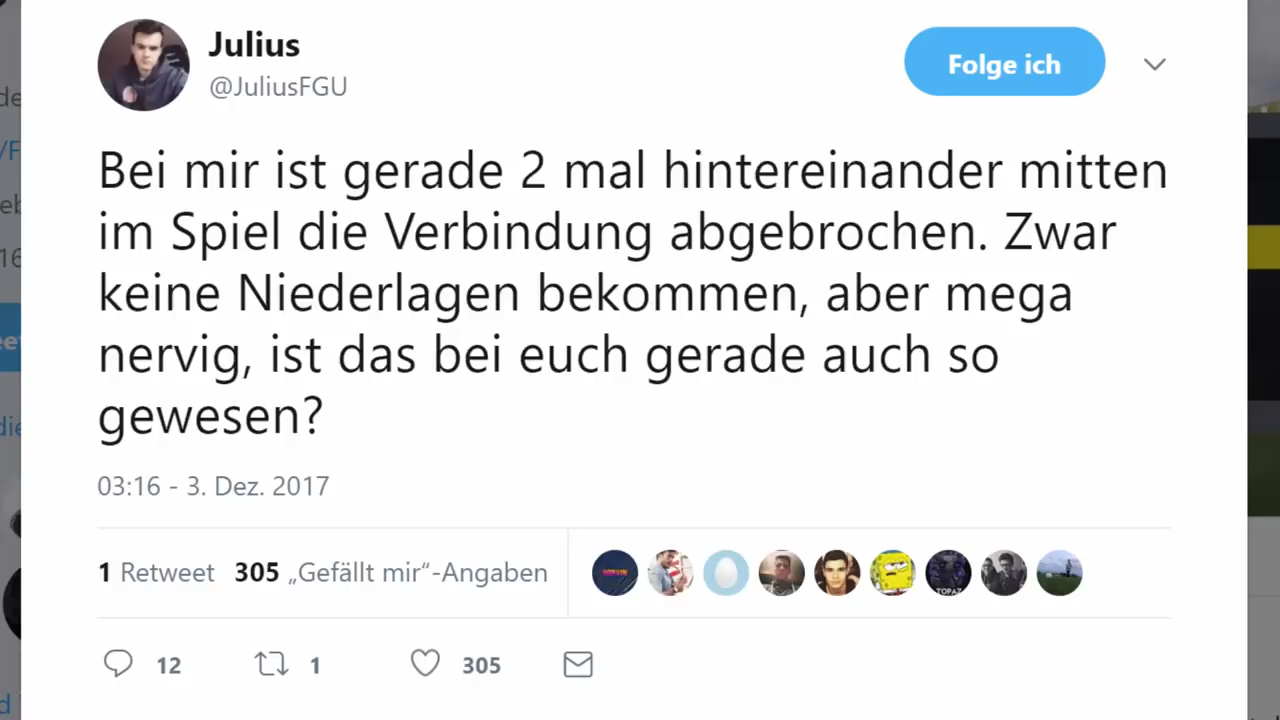 Julius
@JuliusFGU
Folge ich
Bei mir ist gerade 2 mal hintereinander mitten
im Spiel die Verbindung abgebrochen. Zwar
keine Niederlagen bekommen, aber mega
nervig, ist das bei euch gerade auch so
gewesen?
03:16 - 3. Dez. 2017
1 Retweet 305 „Gefällt mir“-Angaben
TOPAZ
12 1 305